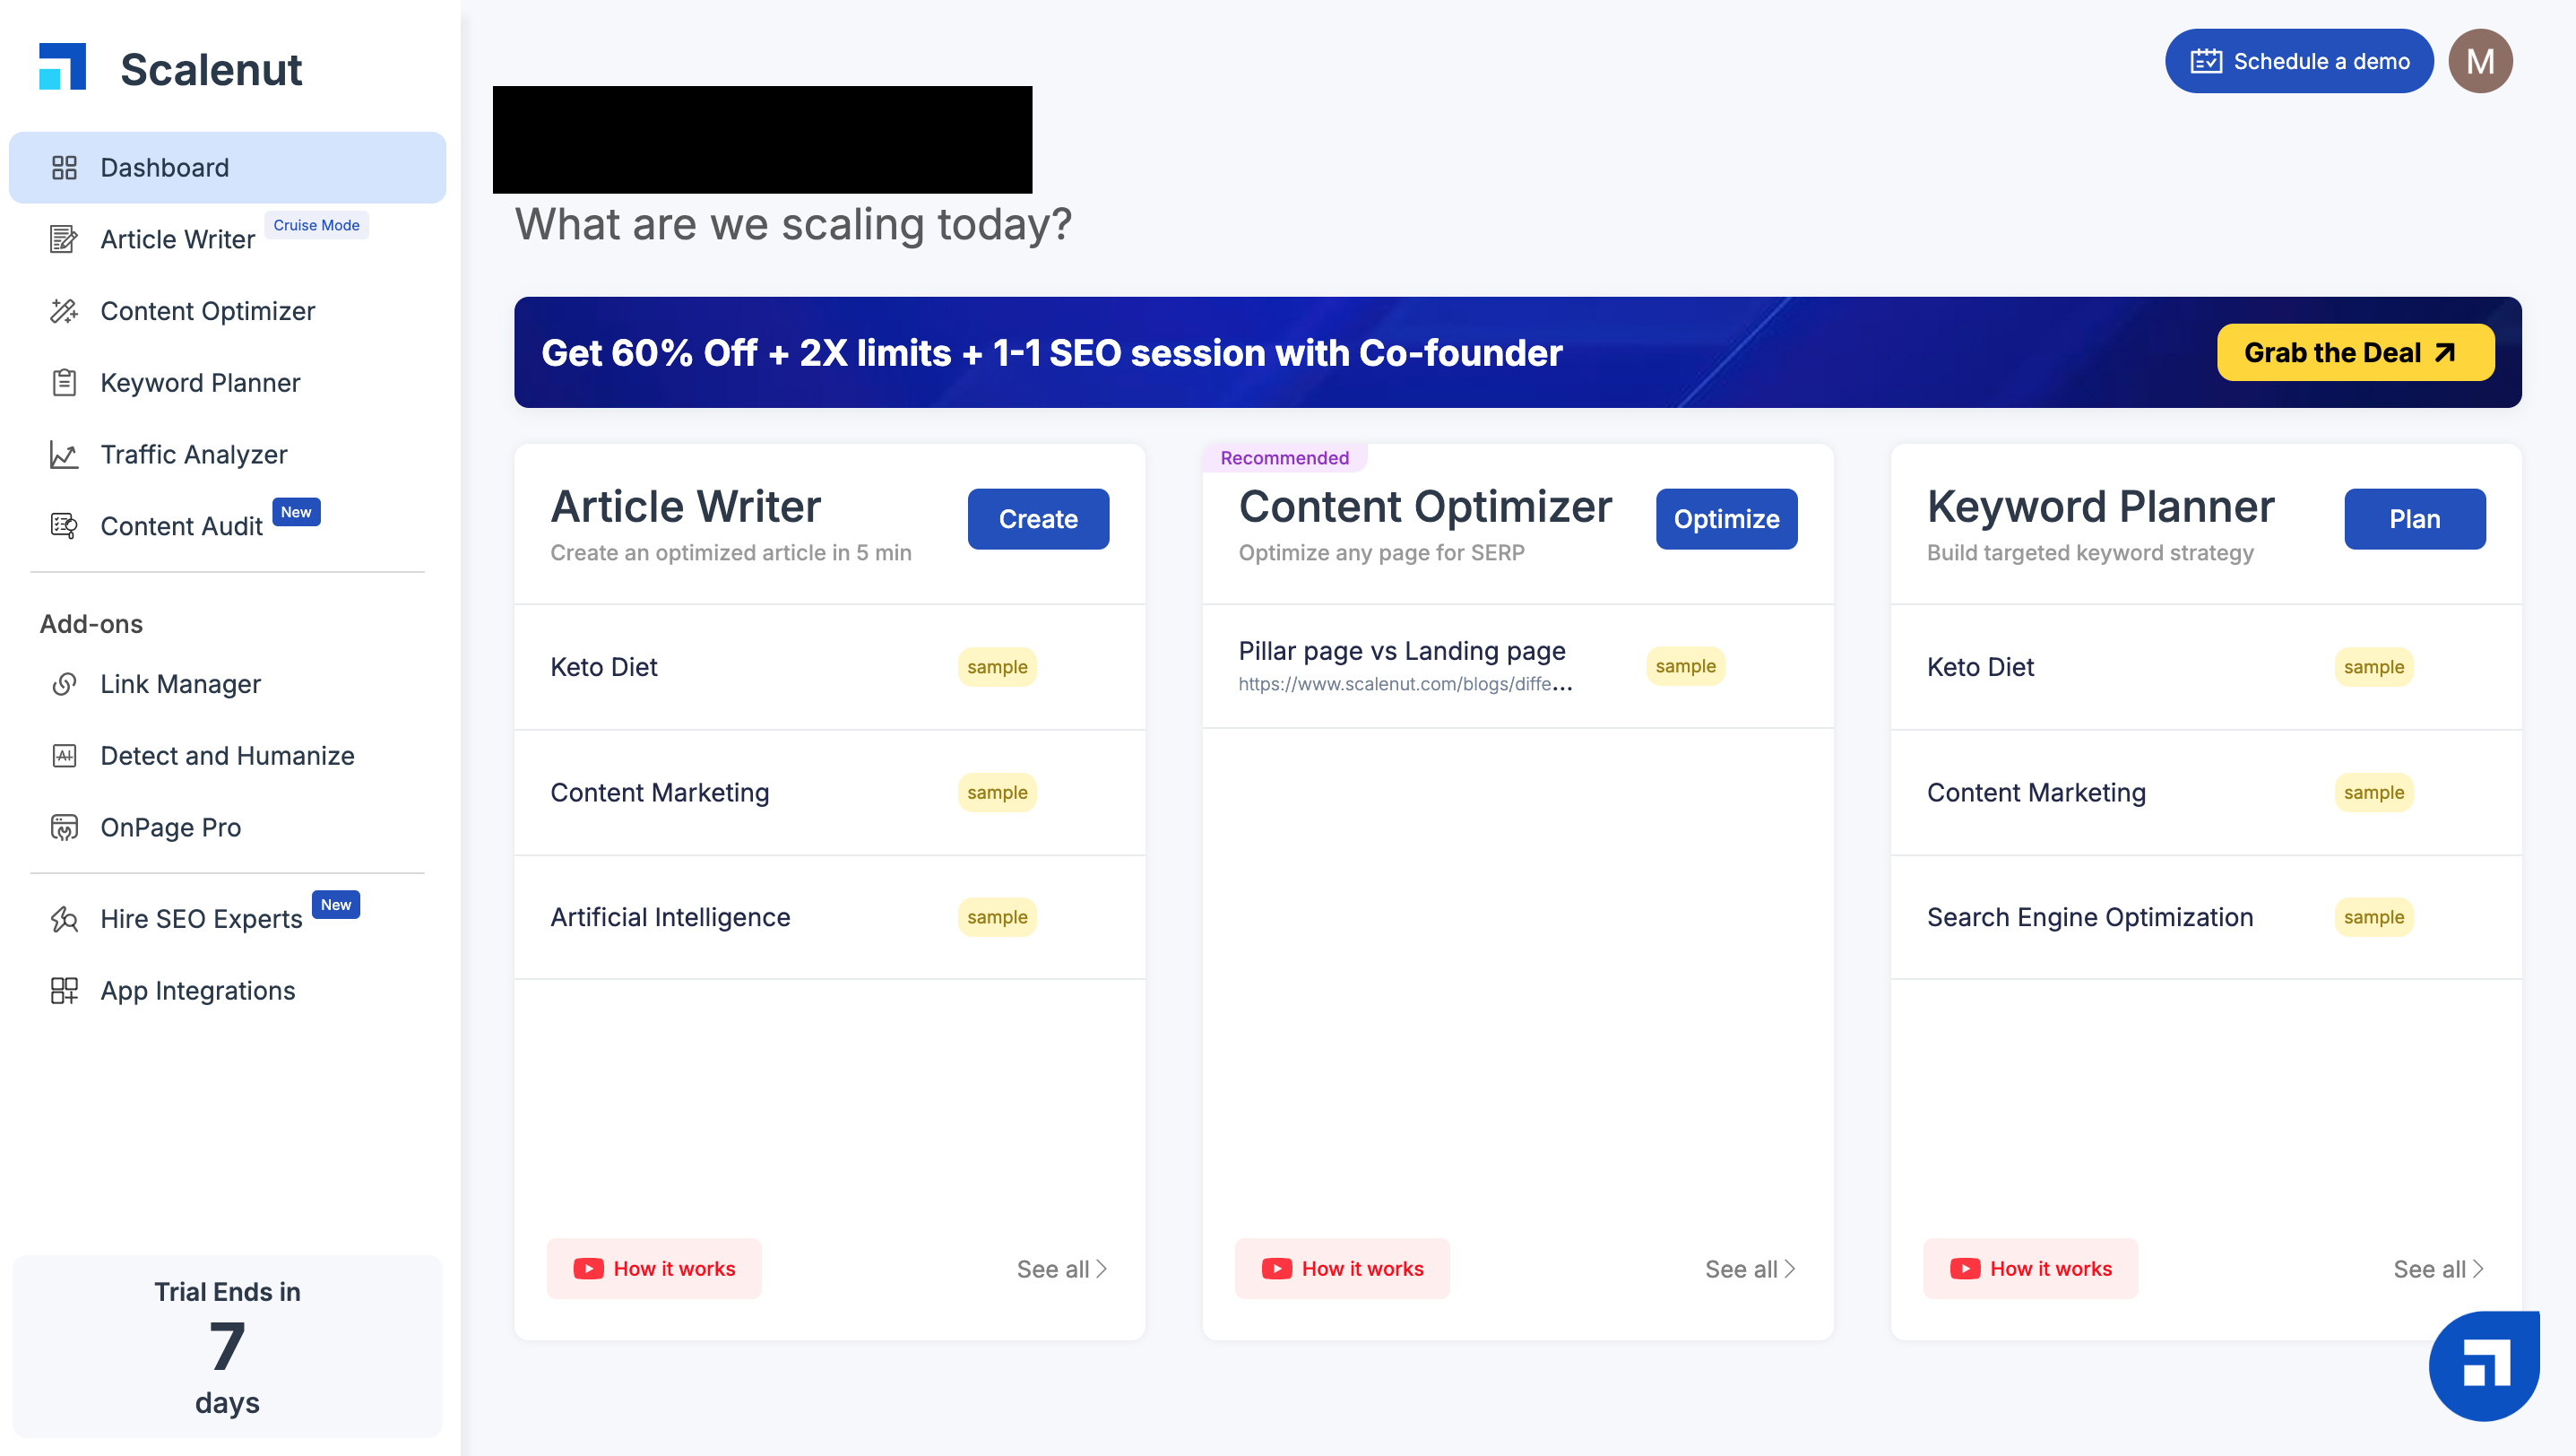 Scalenut
Dashboard
Article Writer Cruise Mode
Content Optimizer
Keyword Planner
Traffic Analyzer
Content Audit New
Add-ons
Link Manager
Detect and Humanize
OnPage Pro
Hire SEO Experts New
App Integrations
Trial Ends in
7
days
Schedule a demo M
What are we scaling today?
Get 60% Off + 2X limits + 1-1 SEO session with Co-founder Grab the Deal
Article Writer Create
Create an optimized article in 5 min
Keto Diet sample
Content Marketing sample
Artificial Intelligence sample
How it works See all
Recommended
Content Optimizer Optimize
Optimize any page for SERP
Pillar page vs Landing page sample
https://www.scalenut.com/blogs/diffe...
How it works See all
Keyword Planner Plan
Build targeted keyword strategy
Keto Diet sample
Content Marketing sample
Search Engine Optimization sample
How it works See all